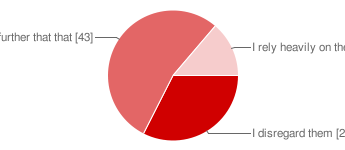 further that that [43]
I rely heavily on the
I disregard them [2